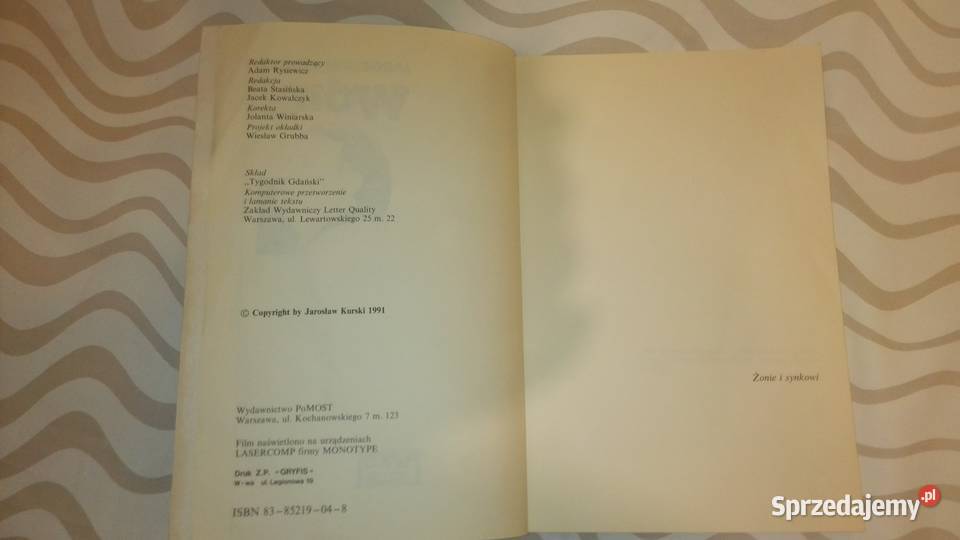 Redaktor prowadzący
Adam Rysiewicz
Redakcja
Beata Stasińska
Jacek Kowalczyk
Korekta
Jolanta Winiarska
Projekt okładki
Wiesław Grubba
Skład
„Tygodnik Gdański”
Komputerowe przetworzenie
i łamanie tekstu
Zakład Wydawniczy Letter Quality
Warszawa, ul. Lewartowskiego 25 m. 22
© Copyright by Jarosław Kurski 1991
Wydawnictwo PoMOST
Warszawa, ul. Kochanowskiego 7 m. 123
Film naświetlono na urządzeniach
LASERCOMP firmy MONOTYPE
Druk Z.P. «GRYFIS»
W-wa ul. Legionowa 19
ISBN 83-85219-04-8
Żonie i synkowi
Sprzedajemy.pl